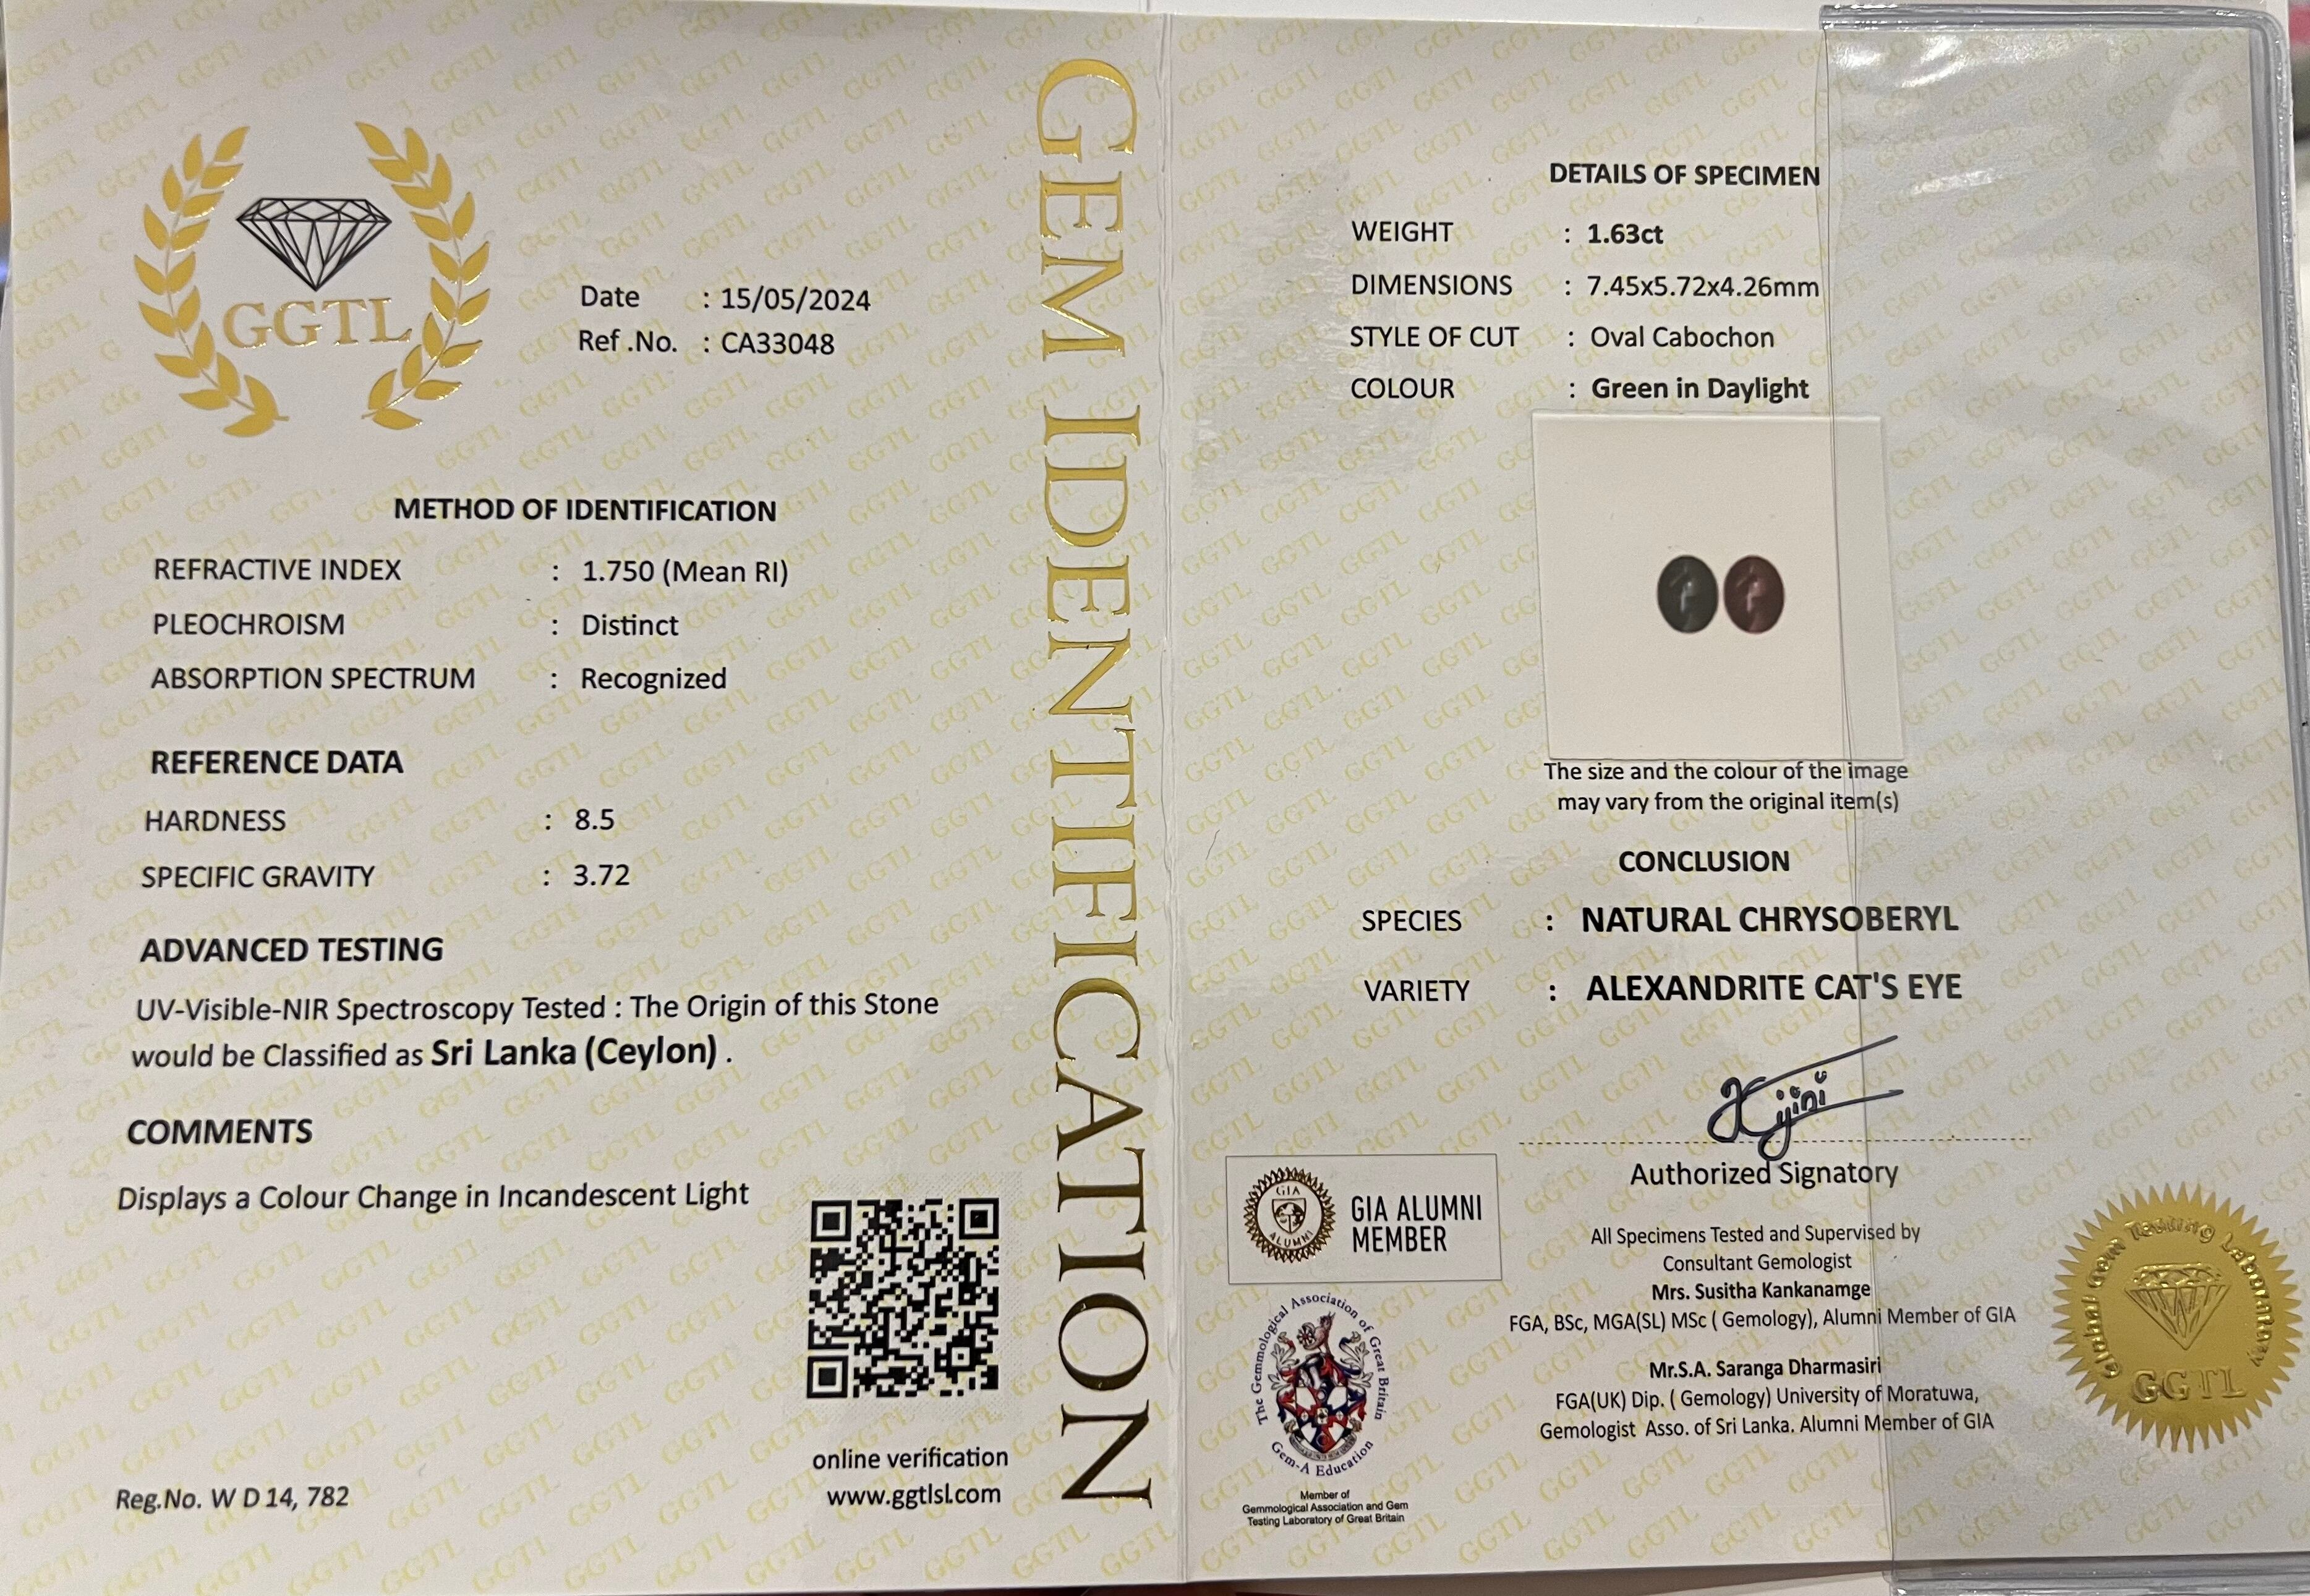 GGTL
Date : 15/05/2024
Ref .No. : CA33048
METHOD OF IDENTIFICATION
REFRACTIVE INDEX : 1.750 (Mean RI)
PLEOCHROISM : Distinct
ABSORPTION SPECTRUM : Recognized
REFERENCE DATA
HARDNESS : 8.5
SPECIFIC GRAVITY : 3.72
ADVANCED TESTING
UV-Visible-NIR Spectroscopy Tested : The Origin of this Stone
would be Classified as Sri Lanka (Ceylon) .
COMMENTS
Displays a Colour Change in Incandescent Light
online verification
www.ggtlsl.com
Reg.No. W D 14, 782
GEM IDENTIFICATION
DETAILS OF SPECIMEN
WEIGHT : 1.63ct
DIMENSIONS : 7.45x5.72x4.26mm
STYLE OF CUT : Oval Cabochon
COLOUR : Green in Daylight
The size and the colour of the image
may vary from the original item(s)
CONCLUSION
SPECIES : NATURAL CHRYSOBERYL
VARIETY : ALEXANDRITE CAT'S EYE
Authorized Signatory
GIA
ALUMNI
GIA ALUMNI
MEMBER
The Gemmological Association of Great Britain
Gem-A Education
Member of
Gemmological Association and Gem
Testing Laboratory of Great Britain
All Specimens Tested and Supervised by
Consultant Gemologist
Mrs. Susitha Kankanamge
FGA, BSc, MGA(SL) MSc ( Gemology), Alumni Member of GIA
Mr.S.A. Saranga Dharmasiri
FGA(UK) Dip. ( Gemology) University of Moratuwa,
Gemologist Asso. of Sri Lanka. Alumni Member of GIA
Global Gem Testing Laboratory
GGTL